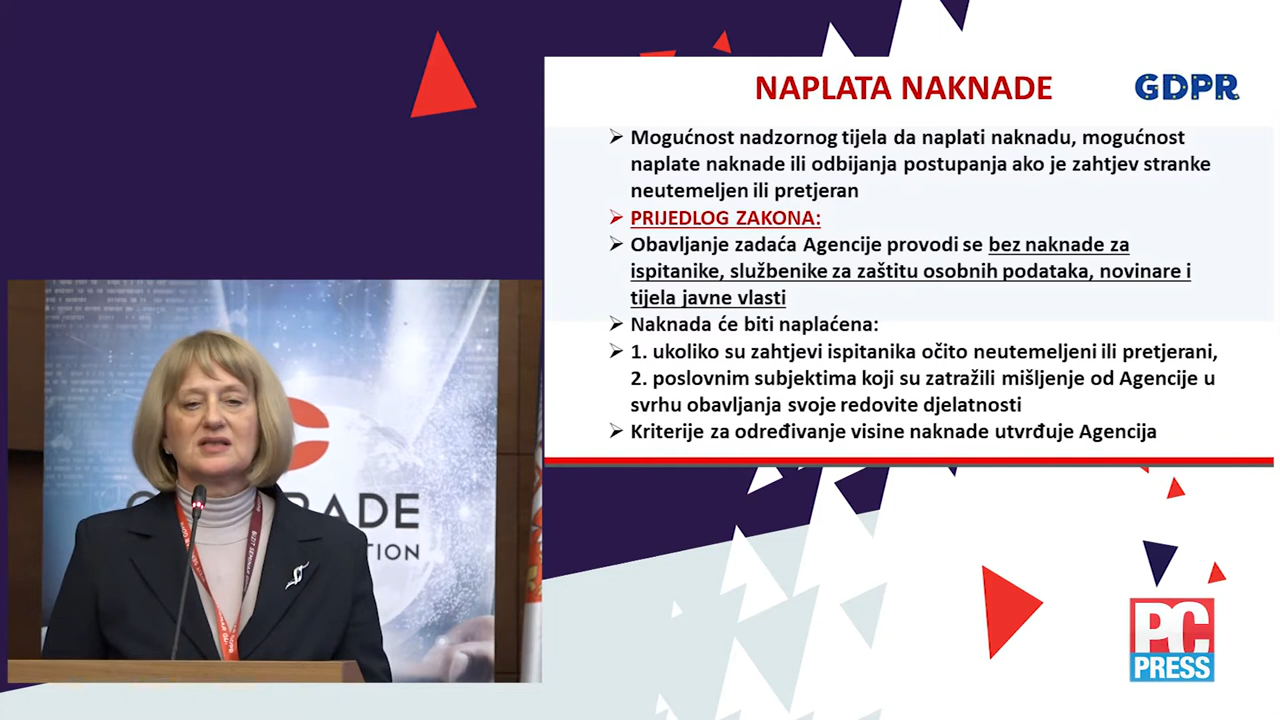 NAPLATA NAKNADE
GDPR
➢ Mogućnost nadzornog tijela da naplati naknadu, mogućnost
naplate naknade ili odbijanja postupanja ako je zahtjev stranke
neutemeljen ili pretjeran
➢ PRIJEDLOG ZAKONA:
➢ Obavljanje zadaća Agencije provodi se bez naknade za
ispitanike, službenike za zaštitu osobnih podataka, novinare i
tijela javne vlasti
➢ Naknada će biti naplaćena:
➢ 1. ukoliko su zahtjevi ispitanika očito neutemeljeni ili pretjerani,
2. poslovnim subjektima koji su zatražili mišljenje od Agencije u
svrhu obavljanja svoje redovite djelatnosti
➢ Kriterije za određivanje visine naknade utvrđuje Agencija
PC
PRESS